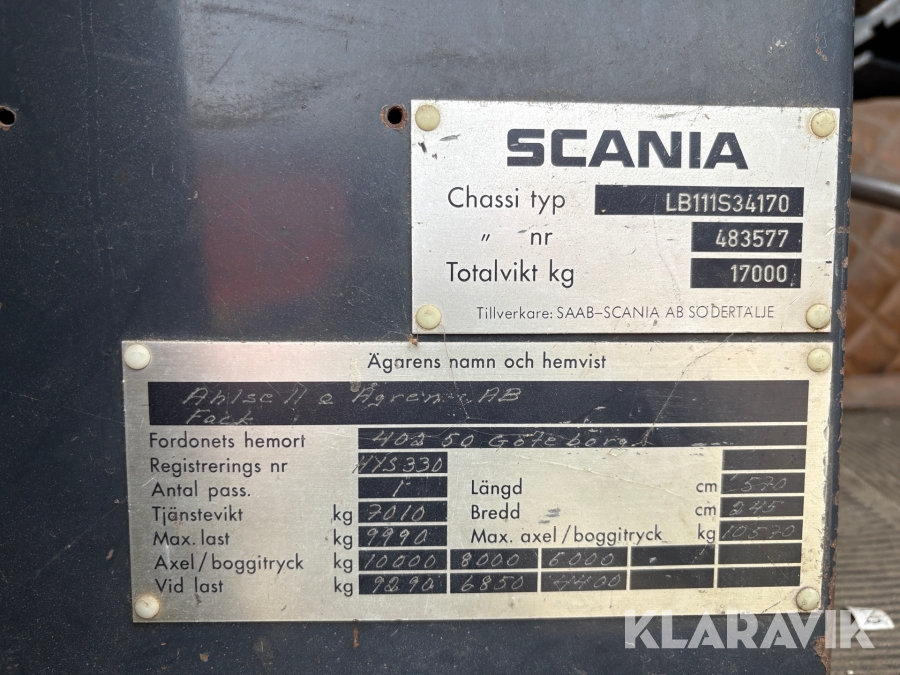 SCANIA
Chassi typ LB111S34170
„ nr 483577
Totalvikt kg 17000
Tillverkare: SAAB-SCANIA AB SÖDERTÄLJE
Ägarens namn och hemvist
Ahlsell & Ågren AB
Fack
Fordonets hemort 402 50 Göteborg
Registrerings nr HYS330
Antal pass. 1 Längd cm 570
Tjänstevikt kg 7010 Bredd cm 245
Max. last kg 9990 Max. axel/boggitryck kg 10570
Axel/boggitryck kg 10000 8000 6000
Vid last kg 9290 6850 4400
KLARAVIK